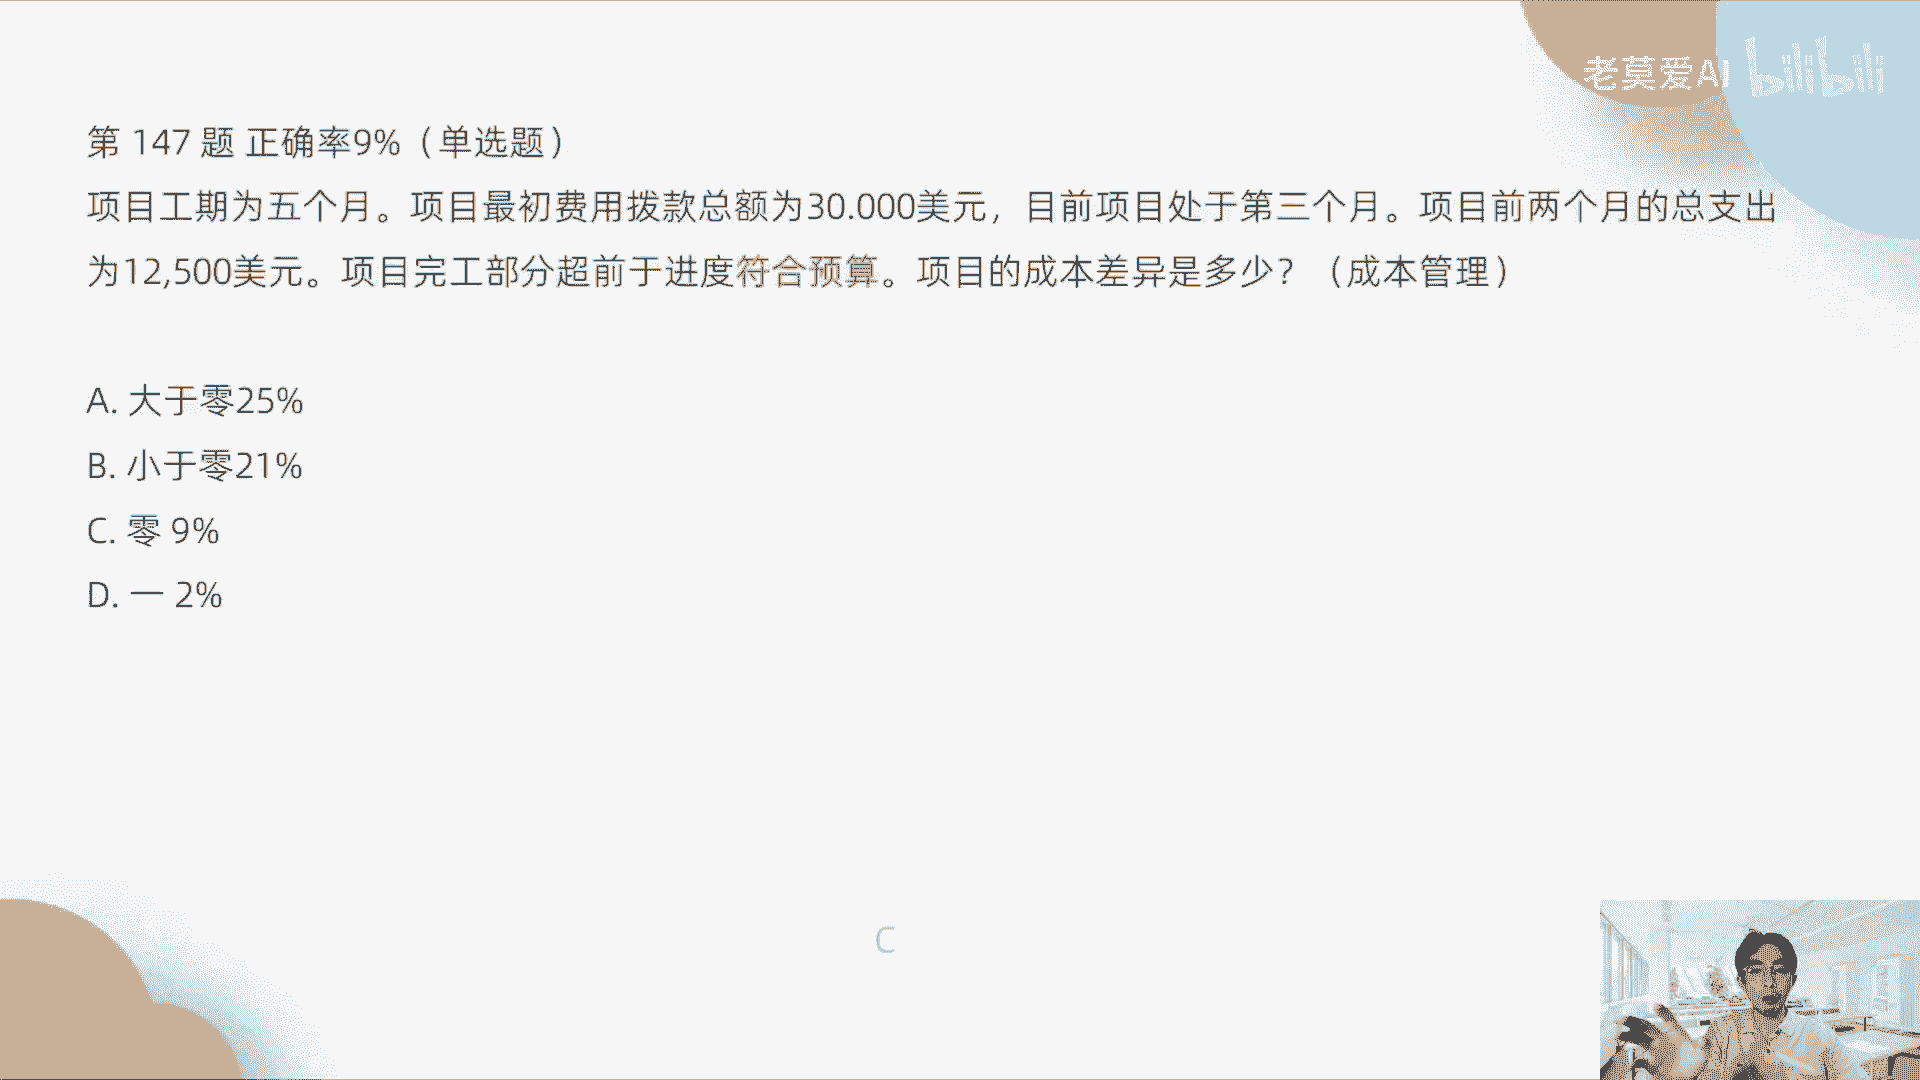 老莫爱AI bilibili
第 147 题 正确率9%（单选题）
项目工期为五个月。项目最初费用拨款总额为30.000美元，目前项目处于第三个月。项目前两个月的总支出
为12,500美元。项目完工部分超前于进度符合预算。项目的成本差异是多少？（成本管理）
A. 大于零25%
B. 小于零21%
C. 零 9%
D. 一 2%
C